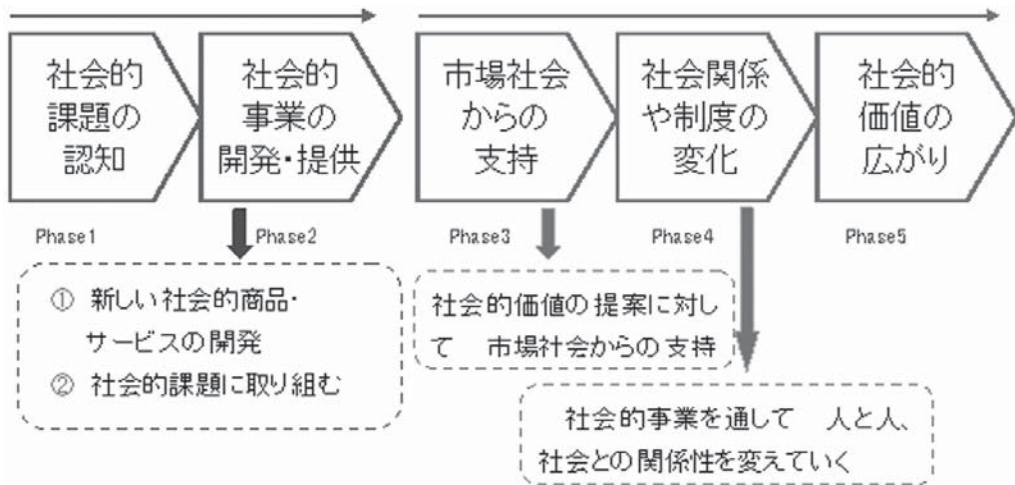 社会的
課題の
認知
社会的
事業の
開発・提供
市場社会
からの
支持
社会関係
や制度の
変化
社会的
価値の
広がり
Phase1
Phase2
Phase3
Phase4
Phase5
① 新しい社会的商品・
サービスの開発
② 社会的課題に取り組む
社会的価値の提案に対し
て 市場社会からの支持
社会的事業を通して 人と人、
社会との関係性を変えていく